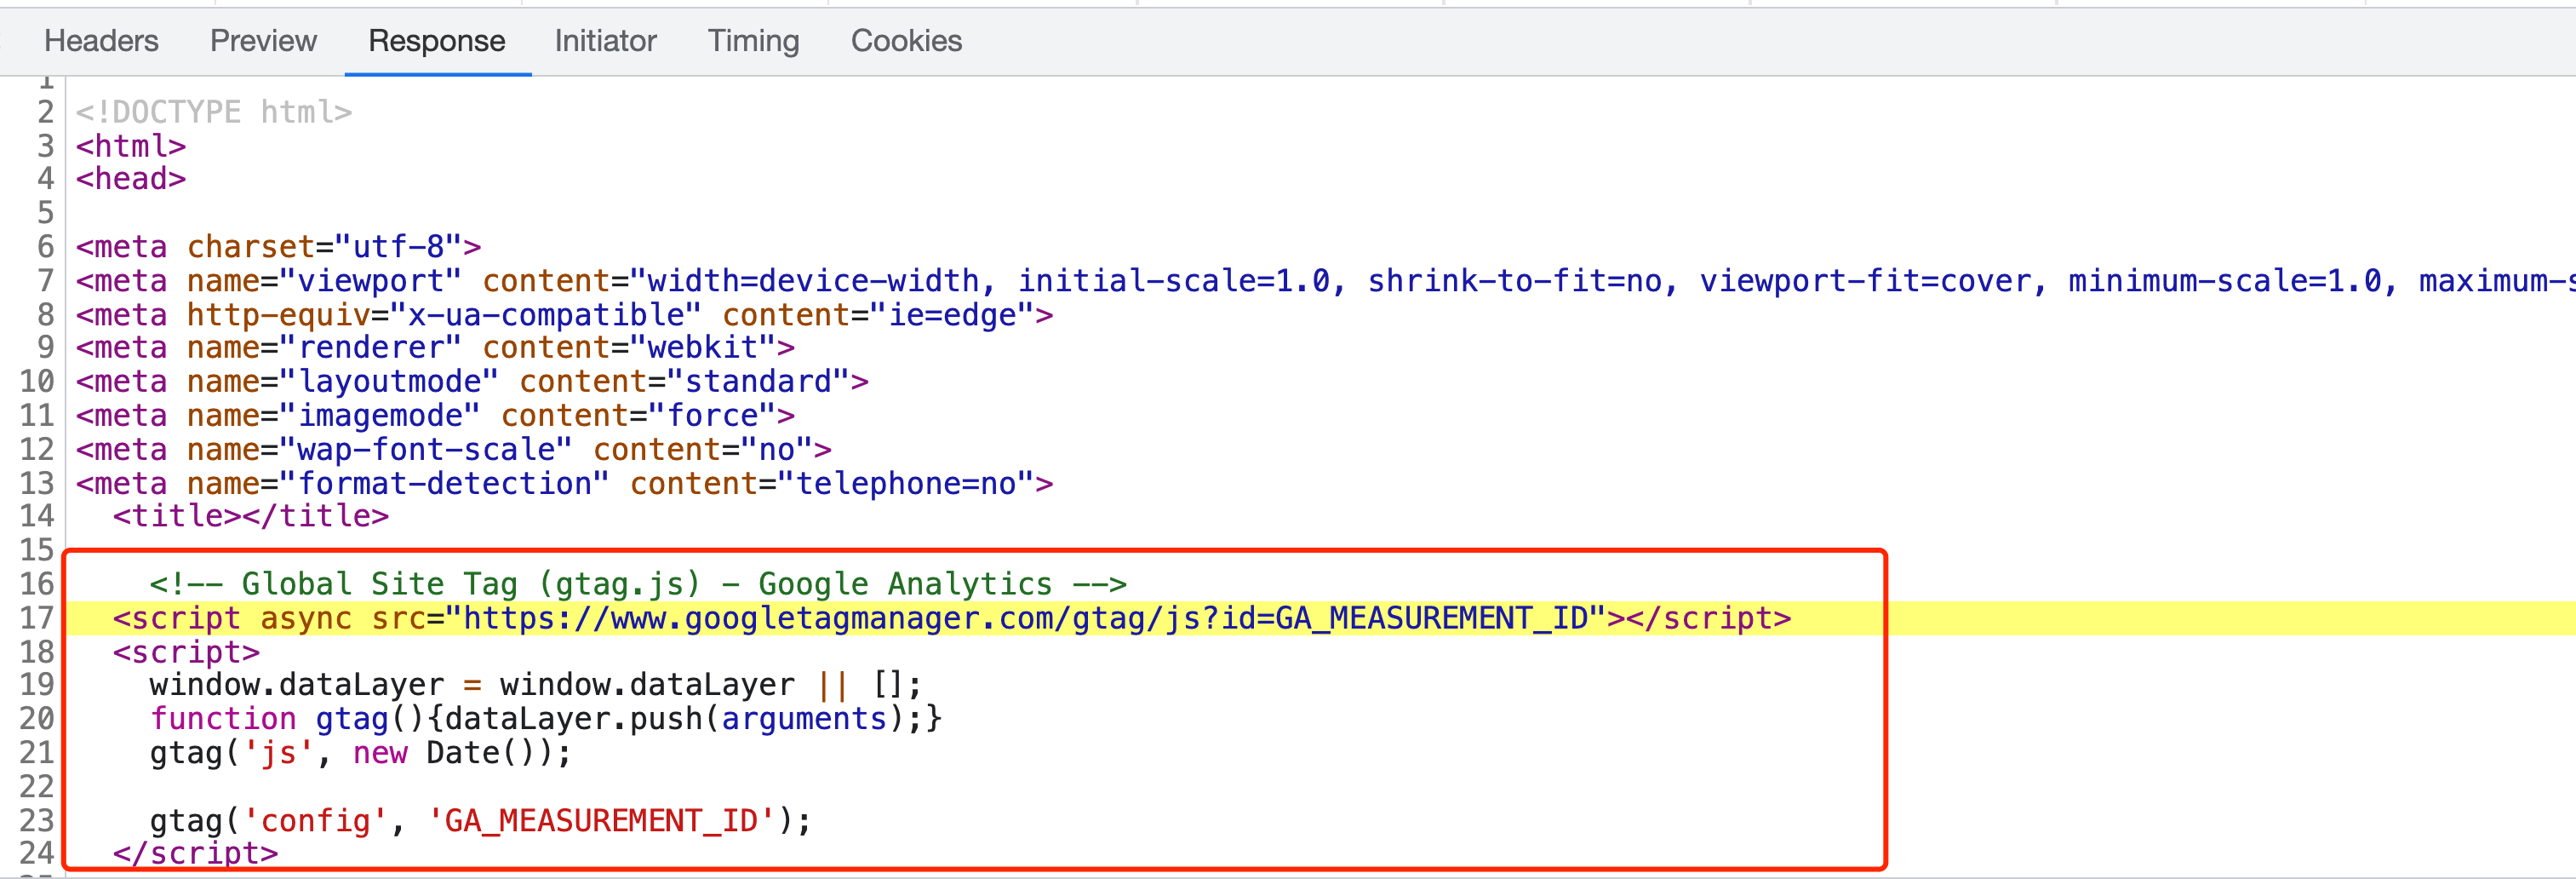 Headers Preview Response Initiator Timing Cookies
1
2 <!DOCTYPE html>
3 <html>
4 <head>
5
6 <meta charset="utf-8">
7 <meta name="viewport" content="width=device-width, initial-scale=1.0, shrink-to-fit=no, viewport-fit=cover, minimum-scale=1.0, maximum-s
8 <meta http-equiv="x-ua-compatible" content="ie=edge">
9 <meta name="renderer" content="webkit">
10 <meta name="layoutmode" content="standard">
11 <meta name="imagemode" content="force">
12 <meta name="wap-font-scale" content="no">
13 <meta name="format-detection" content="telephone=no">
14   <title></title>
15
16     <!-- Global Site Tag (gtag.js) - Google Analytics -->
17   <script async src="https://www.googletagmanager.com/gtag/js?id=GA_MEASUREMENT_ID"></script>
18   <script>
19     window.dataLayer = window.dataLayer || [];
20     function gtag(){dataLayer.push(arguments);}
21     gtag('js', new Date());
22
23     gtag('config', 'GA_MEASUREMENT_ID');
24   </script>